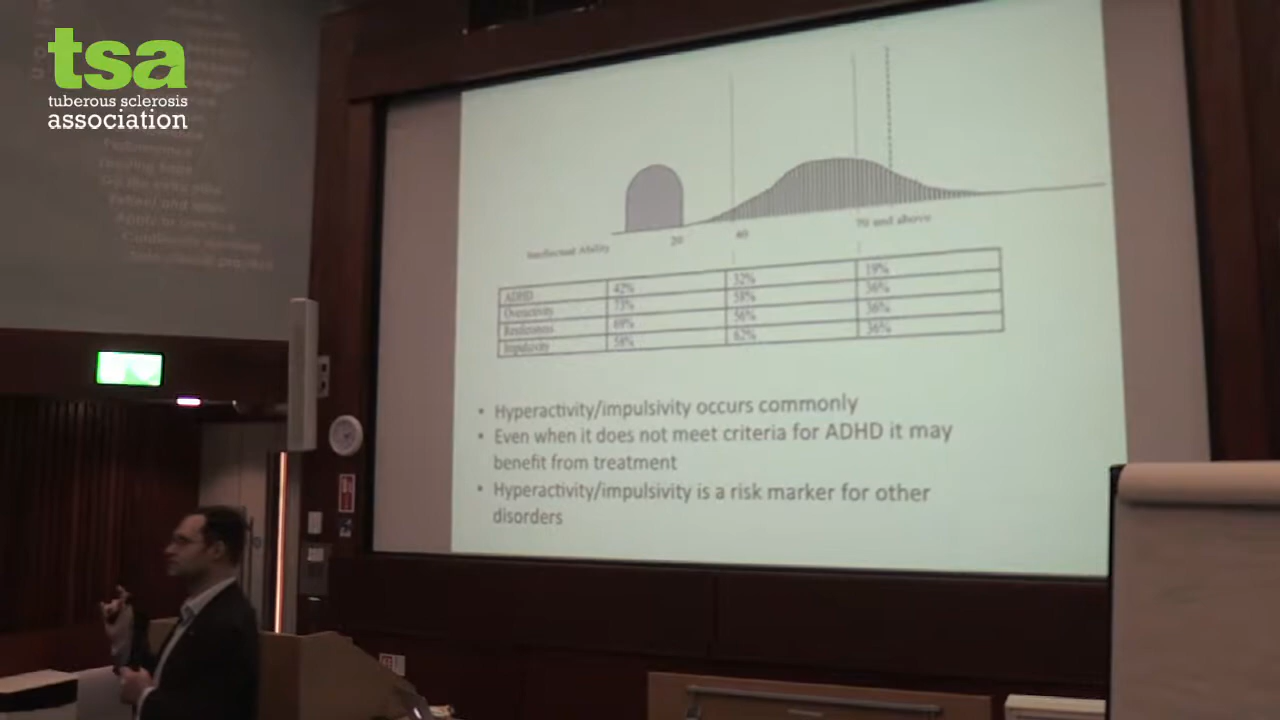 tsa
tuberous sclerosis
association
Intellectual Ability
20
40
70 and above
ADHD 42% 32% 19%
Overactivity 73% 58% 36%
Restlessness 69% 56% 36%
Impulsivity 58% 62% 36%
• Hyperactivity/impulsivity occurs commonly
• Even when it does not meet criteria for ADHD it may
benefit from treatment
• Hyperactivity/impulsivity is a risk marker for other
disorders